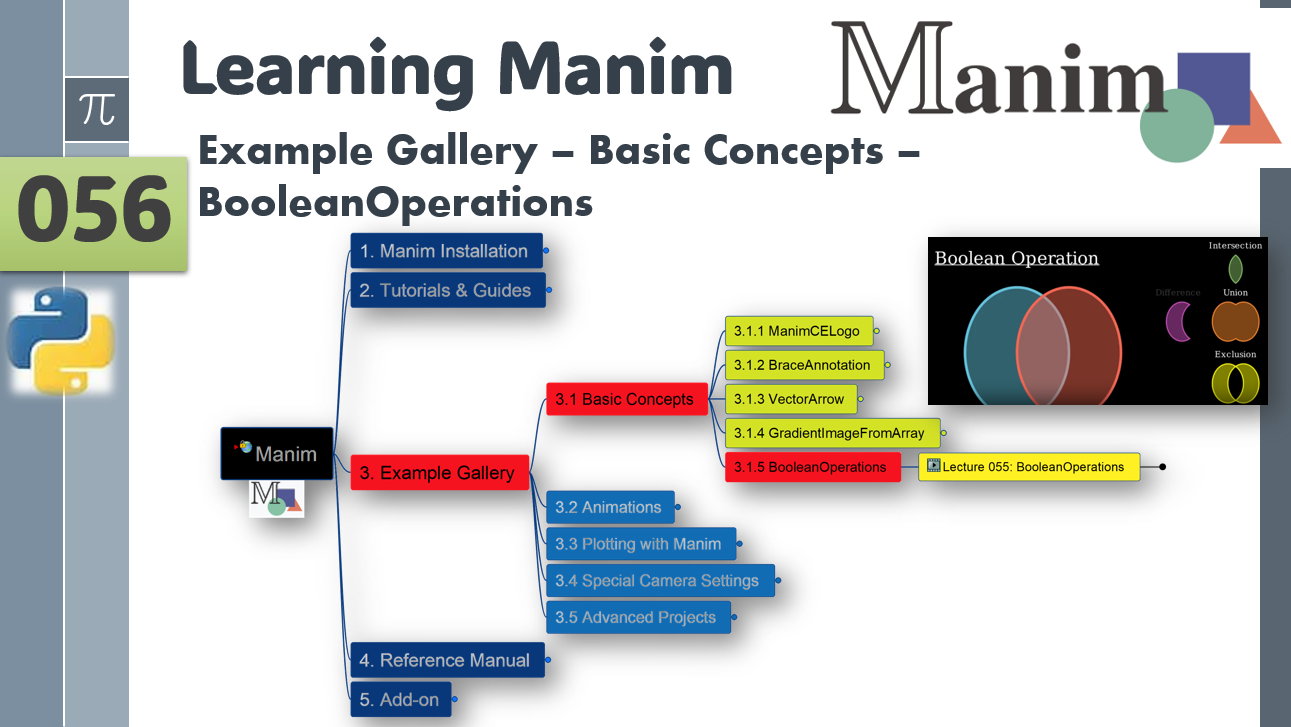 Learning Manim
Manim
π
Example Gallery – Basic Concepts –
BooleanOperations
056
1. Manim Installation
2. Tutorials & Guides
Boolean Operation
Intersection
Difference
Union
Exclusion
3.1.1 ManimCELogo
3.1.2 BraceAnnotation
3.1 Basic Concepts
3.1.3 VectorArrow
3.1.4 GradientImageFromArray
Manim
3. Example Gallery
3.1.5 BooleanOperations
Lecture 055: BooleanOperations
M
3.2 Animations
3.3 Plotting with Manim
3.4 Special Camera Settings
3.5 Advanced Projects
4. Reference Manual
5. Add-on